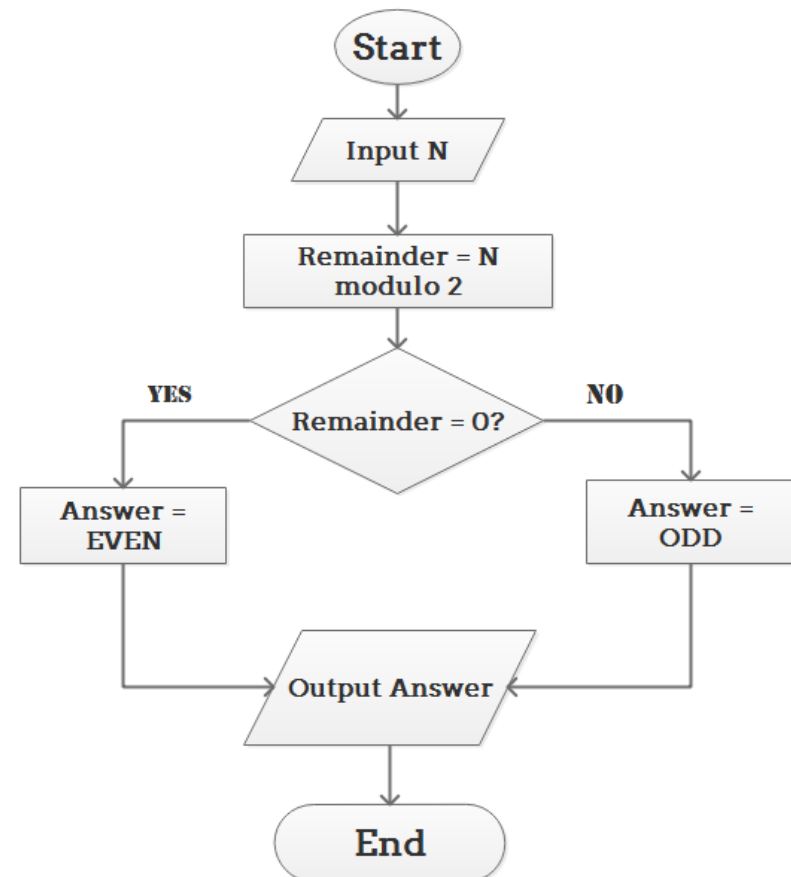 Start
Input N
Remainder = N
modulo 2
YES
NO
Remainder = 0?
Answer =
EVEN
Answer =
ODD
Output Answer
End